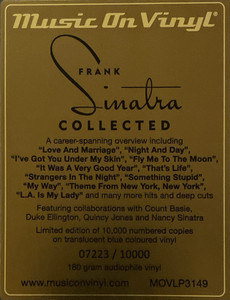 Music On Vinyl®
FRANK
Sinatra
COLLECTED
A career-spanning overview including
"Love And Marriage", "Night And Day",
"I've Got You Under My Skin", "Fly Me To The Moon",
"It Was A Very Good Year", "That's Life",
"Strangers In The Night", "Something Stupid",
"My Way", "Theme From New York, New York",
"L.A. Is My Lady" and many more hits and deep cuts
Featuring collaborations with Count Basie,
Duke Ellington, Quincy Jones and Nancy Sinatra
Limited edition of 10,000 numbered copies
on translucent blue coloured vinyl
07223 / 10000
180 gram audiophile vinyl
www.musiconvinyl.com MOVLP3149